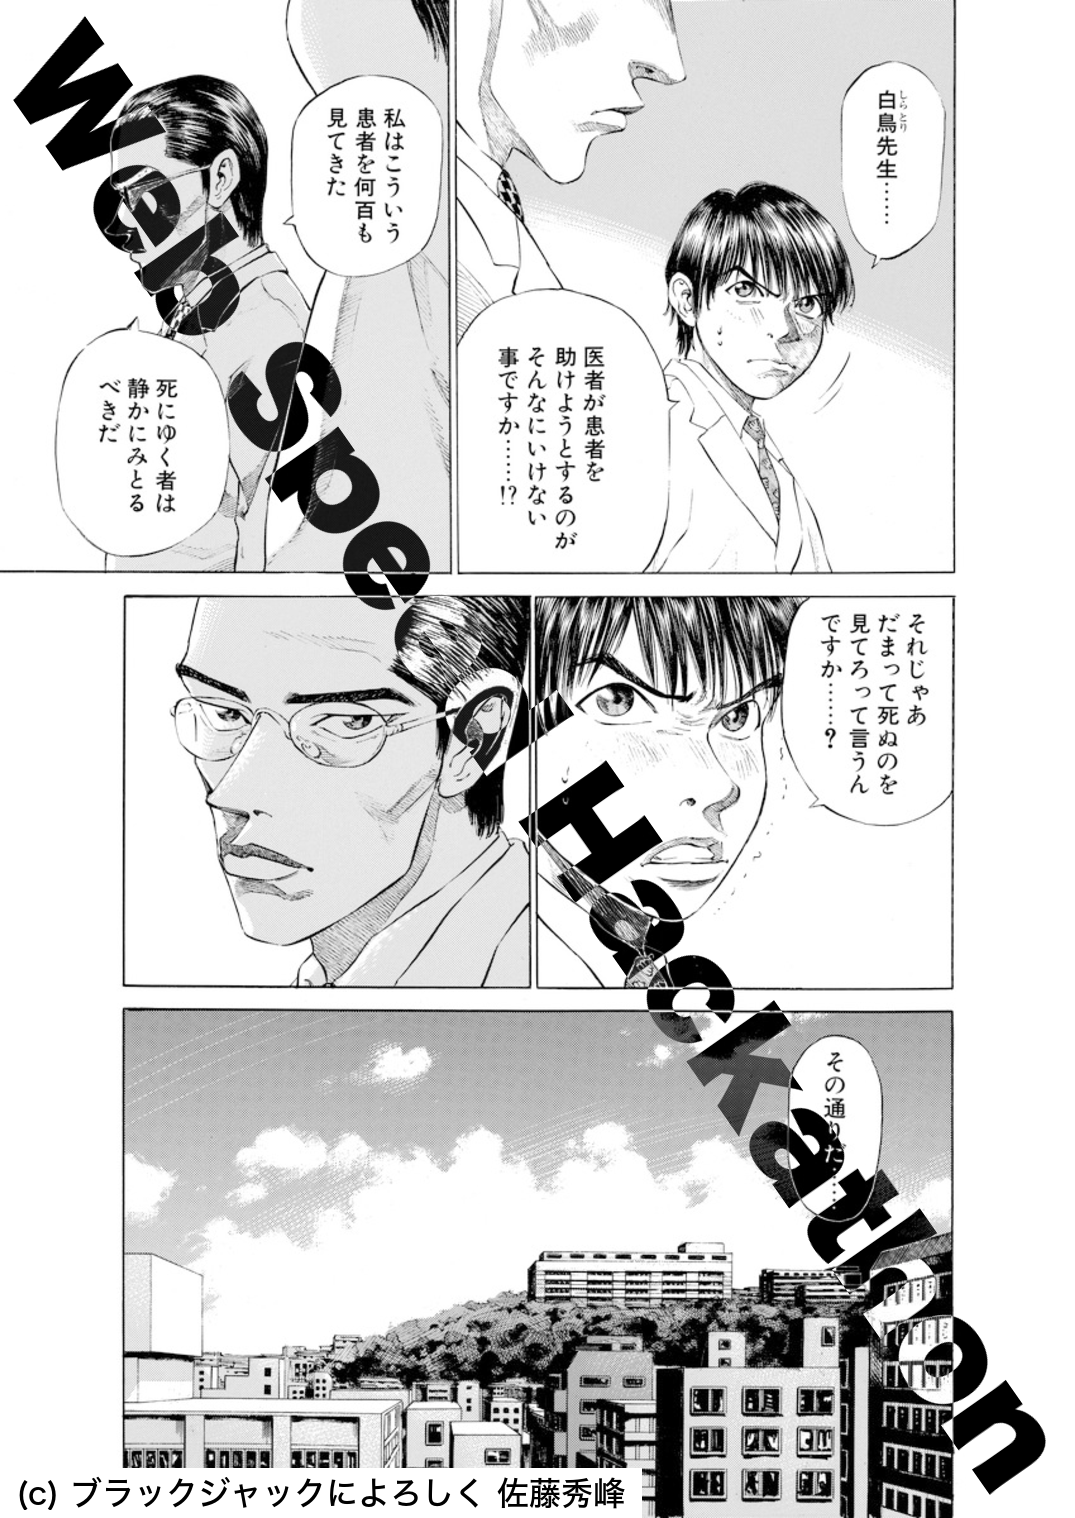 白鳥先生……
しらとり
医者が患者を
助けようとするのが
そんなにいけない
事ですか……!?
私はこういう
患者を何百も
見てきた
死にゆく者は
静かにみとる
べきだ
それじゃあ
だまって死ぬのを
見てろって言うん
ですか……?
その通りだ……
(c) ブラックジャックによろしく 佐藤秀峰